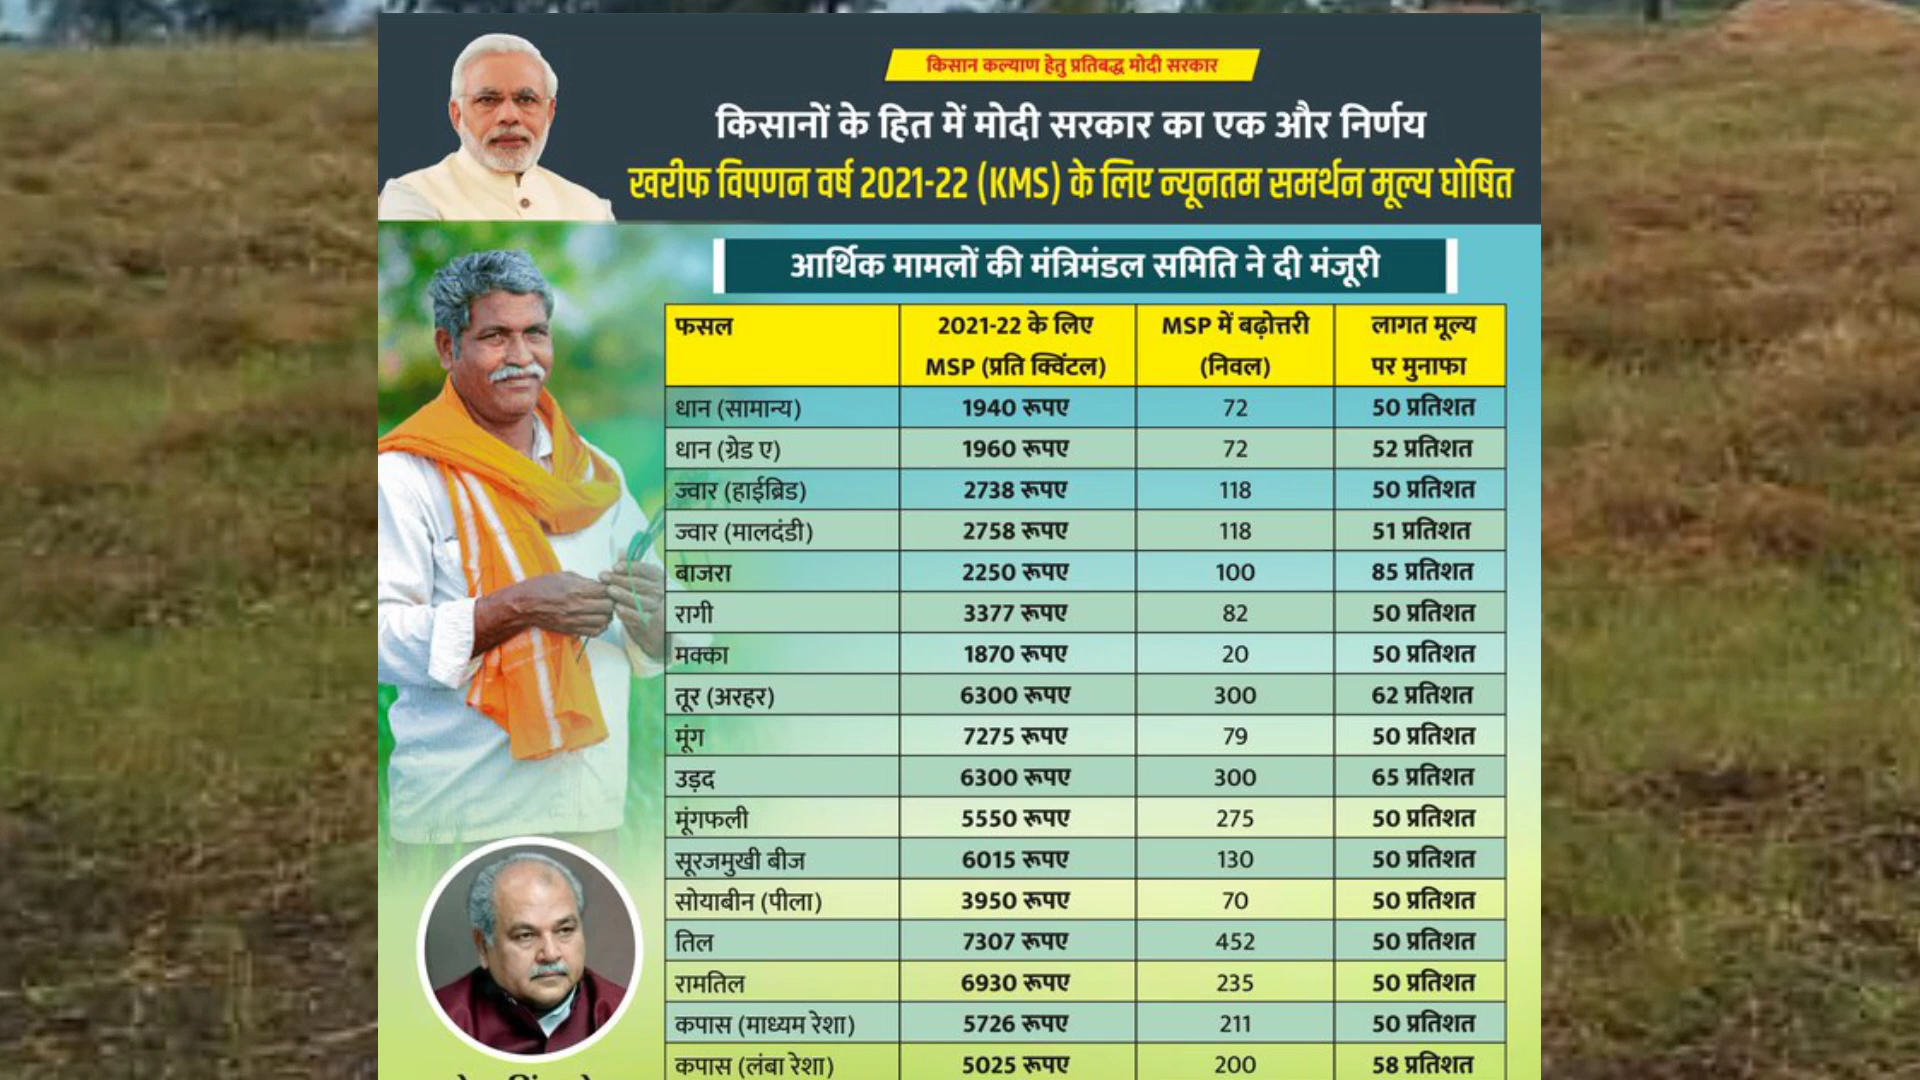 किसान कल्याण हेतु प्रतिबद्ध मोदी सरकार
किसानों के हित में मोदी सरकार का एक और निर्णय
खरीफ विपणन वर्ष 2021-22 (KMS) के लिए न्यूनतम समर्थन मूल्य घोषित
आर्थिक मामलों की मंत्रिमंडल समिति ने दी मंजूरी
फसल 2021-22 के लिए MSP (प्रति क्विंटल) MSP में बढ़ोत्तरी (निवल) लागत मूल्य पर मुनाफा
धान (सामान्य) 1940 रूपए 72 50 प्रतिशत
धान (ग्रेड ए) 1960 रूपए 72 52 प्रतिशत
ज्वार (हाईब्रिड) 2738 रूपए 118 50 प्रतिशत
ज्वार (मालदंडी) 2758 रूपए 118 51 प्रतिशत
बाजरा 2250 रूपए 100 85 प्रतिशत
रागी 3377 रूपए 82 50 प्रतिशत
मक्का 1870 रूपए 20 50 प्रतिशत
तूर (अरहर) 6300 रूपए 300 62 प्रतिशत
मूंग 7275 रूपए 79 50 प्रतिशत
उड़द 6300 रूपए 300 65 प्रतिशत
मूंगफली 5550 रूपए 275 50 प्रतिशत
सूरजमुखी बीज 6015 रूपए 130 50 प्रतिशत
सोयाबीन (पीला) 3950 रूपए 70 50 प्रतिशत
तिल 7307 रूपए 452 50 प्रतिशत
रामतिल 6930 रूपए 235 50 प्रतिशत
कपास (माध्यम रेशा) 5726 रूपए 211 50 प्रतिशत
कपास (लंबा रेशा) 5025 रूपए 200 58 प्रतिशत